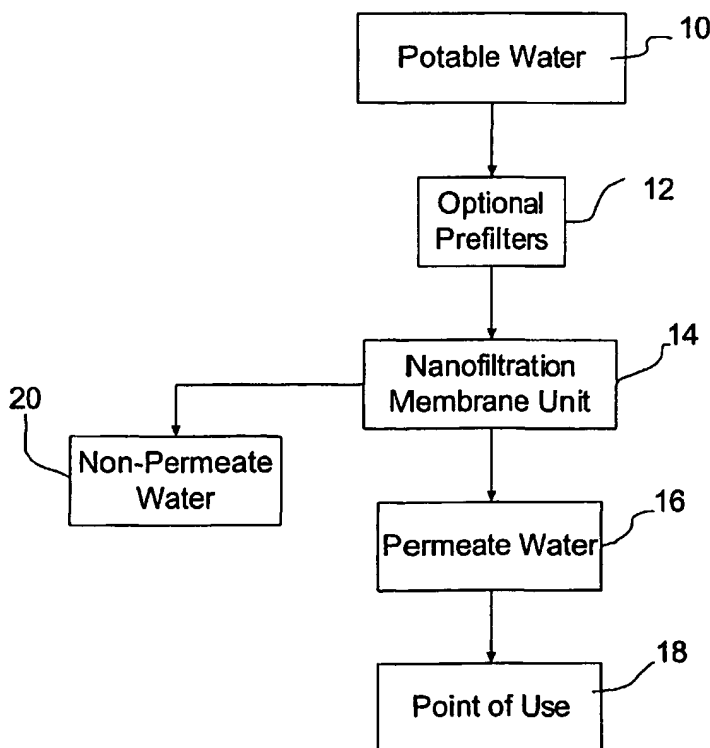 10
Potable Water
12
Optional
Prefilters
14
Nanofiltration
Membrane Unit
20
Non-Permeate
Water
16
Permeate Water
18
Point of Use